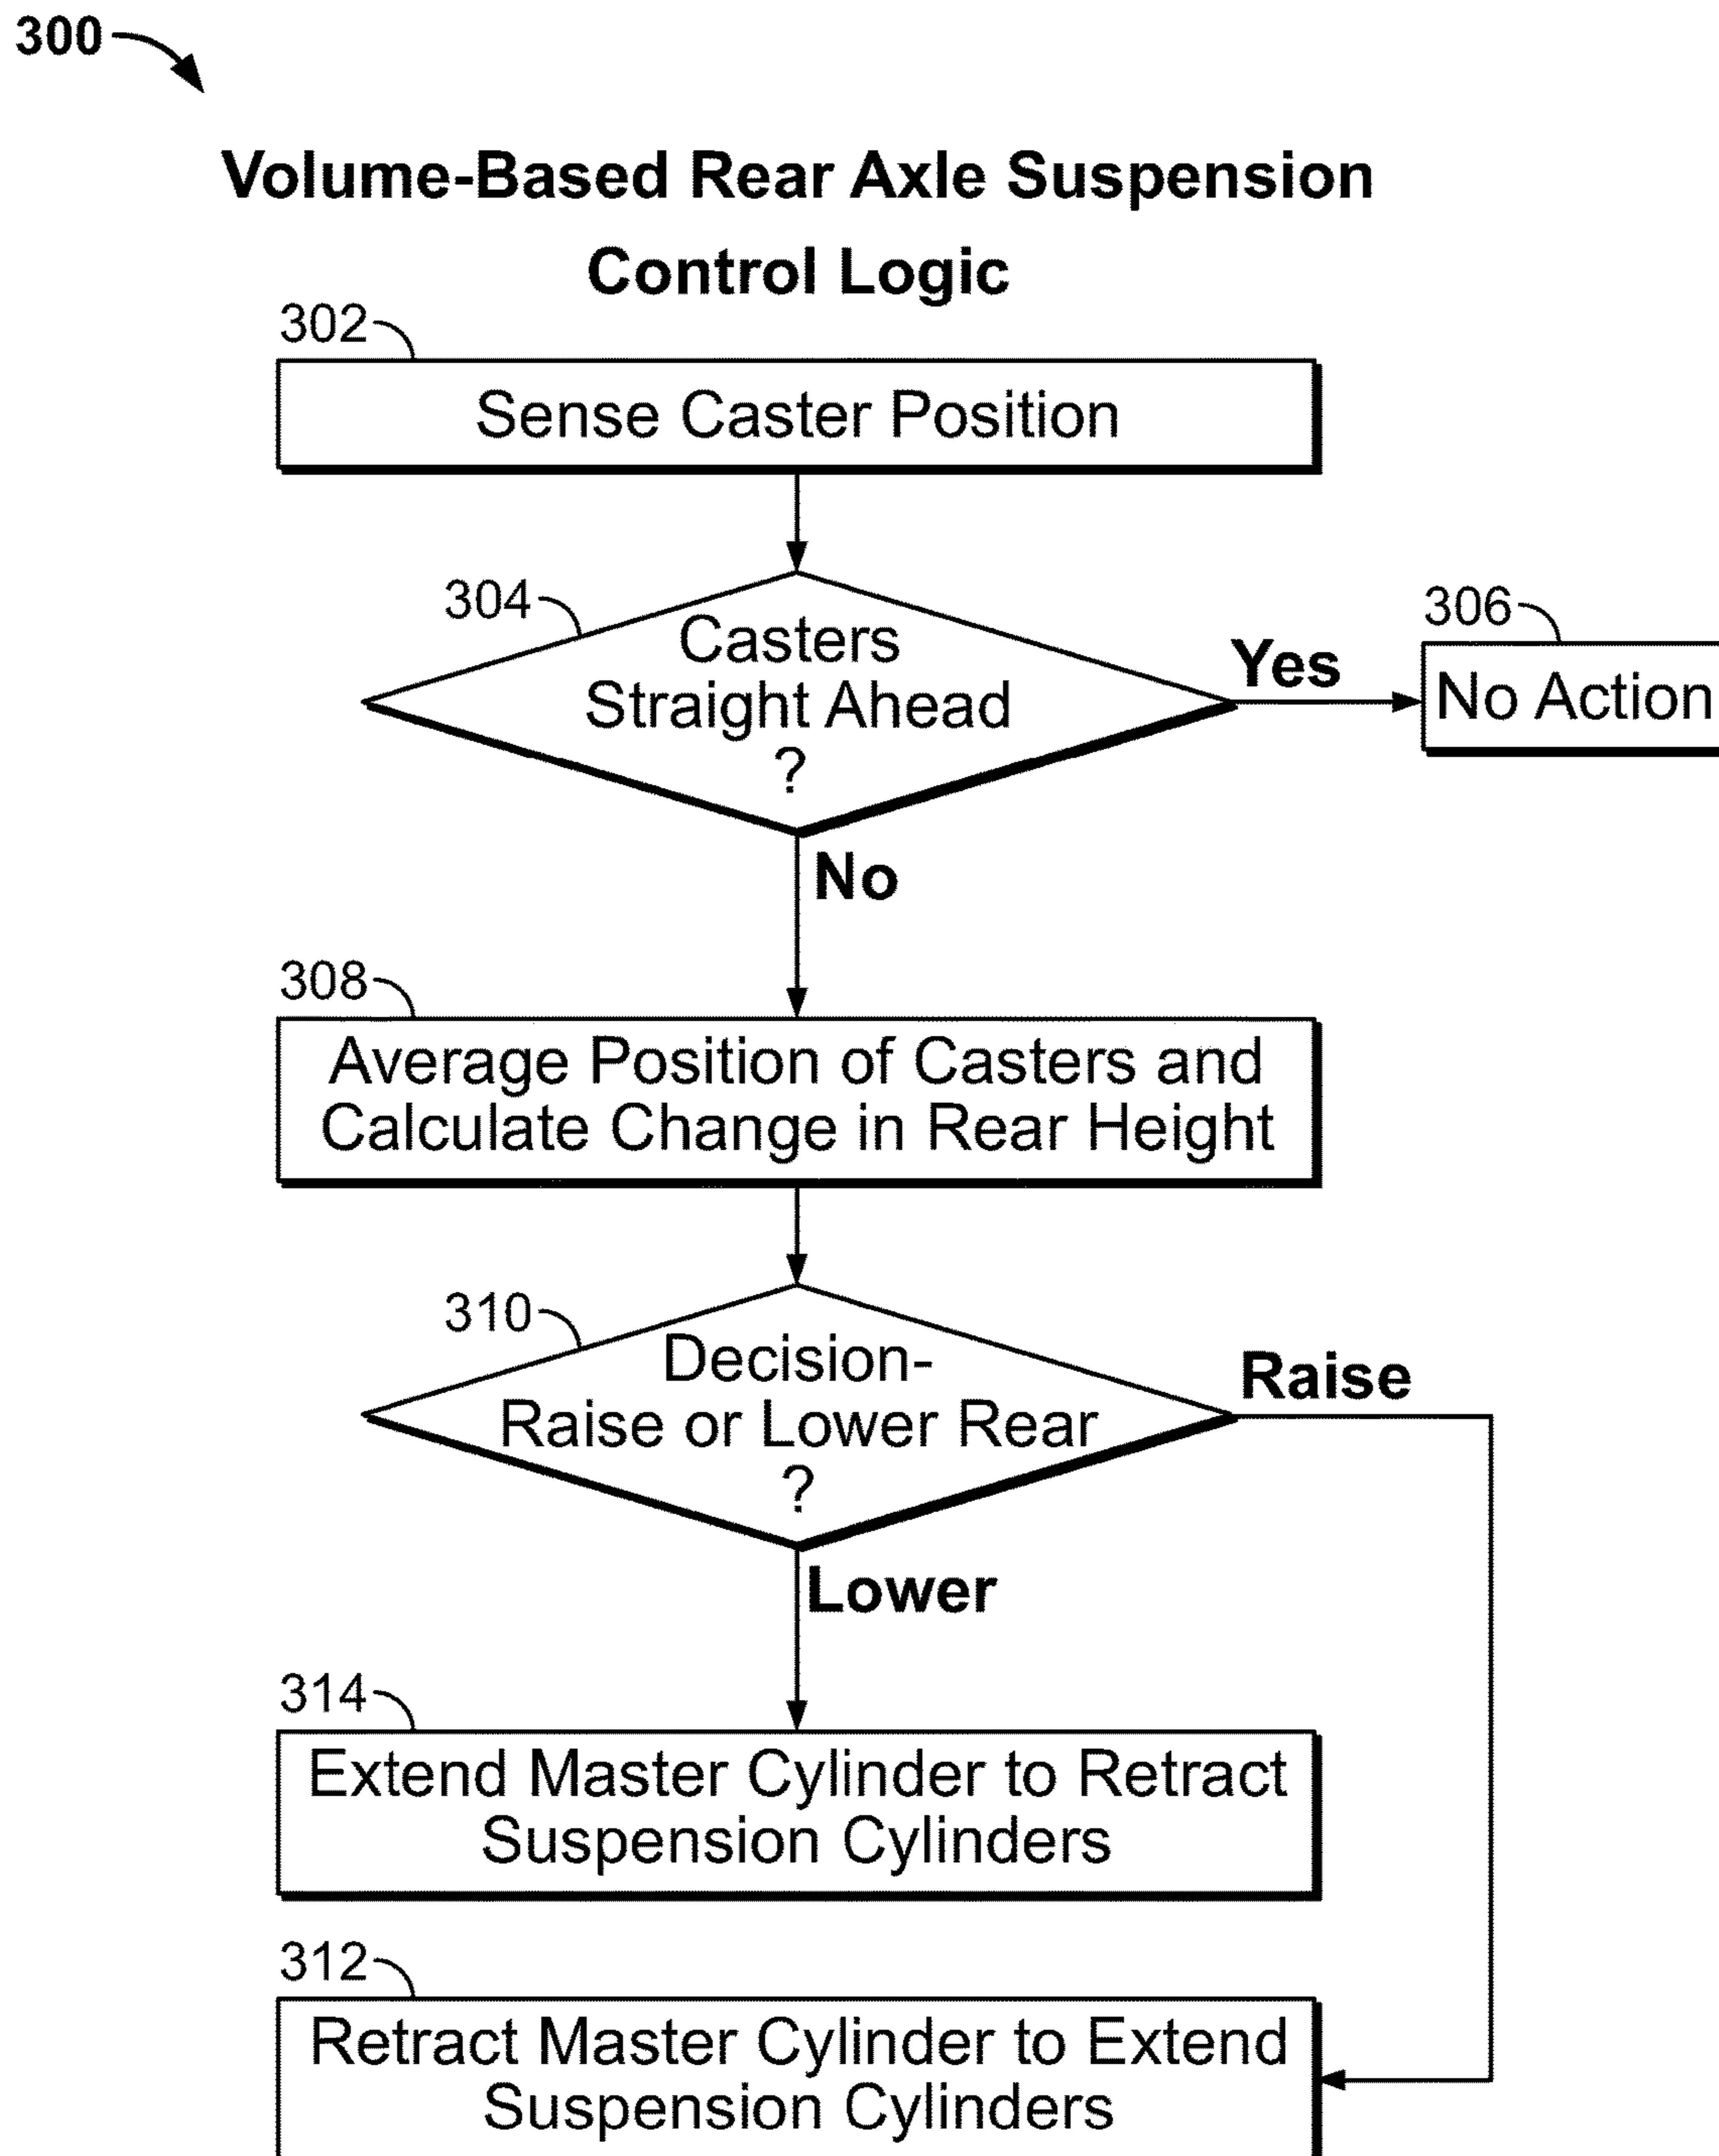 300
Volume-Based Rear Axle Suspension
Control Logic
302
Sense Caster Position
304
Casters
Straight Ahead
?
Yes
306
No Action
No
308
Average Position of Casters and
Calculate Change in Rear Height
310
Decision-
Raise or Lower Rear
?
Raise
Lower
314
Extend Master Cylinder to Retract
Suspension Cylinders
312
Retract Master Cylinder to Extend
Suspension Cylinders